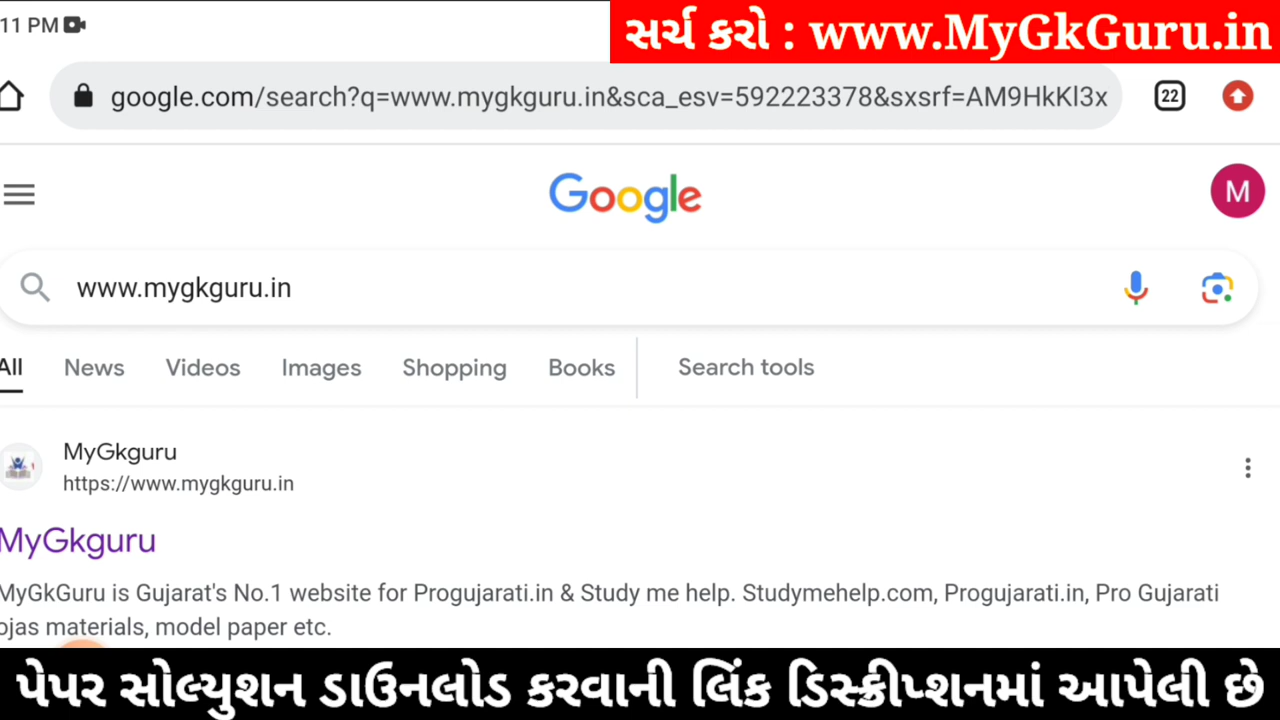 11 PM
સર્ચ કરો : www.MyGkGuru.in
google.com/search?q=www.mygkguru.in&sca_esv=592223378&sxsrf=AM9HkKl3x
22
Google
M
www.mygkguru.in
All News Videos Images Shopping Books Search tools
MyGkguru
https://www.mygkguru.in
MyGkguru
MyGkGuru is Gujarat's No.1 website for Progujarati.in & Study me help. Studymehelp.com, Progujarati.in, Pro Gujarati
ojas materials, model paper etc.
પેપર સોલ્યુશન ડાઉનલોડ કરવાની લિંક ડિસ્ક્રીપ્શનમાં આપેલી છે